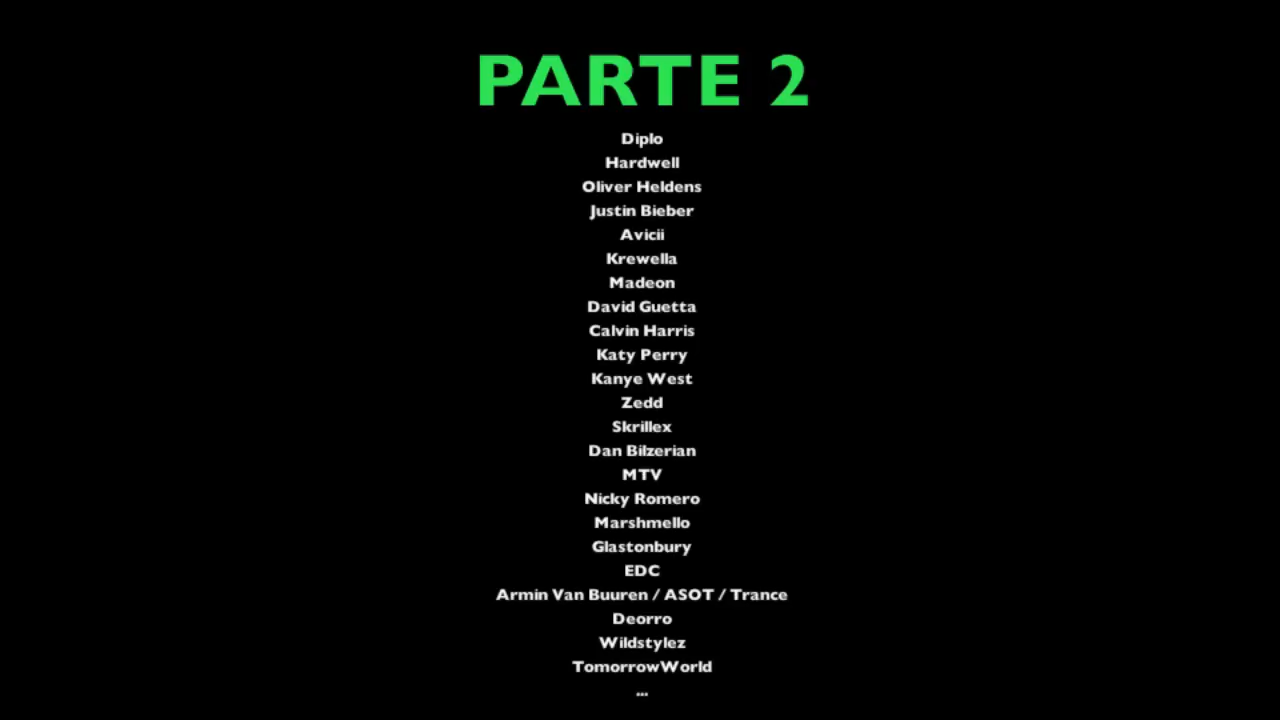 PARTE 2
Diplo
Hardwell
Oliver Heldens
Justin Bieber
Avicii
Krewella
Madeon
David Guetta
Calvin Harris
Katy Perry
Kanye West
Zedd
Skrillex
Dan Bilzerian
MTV
Nicky Romero
Marshmello
Glastonbury
EDC
Armin Van Buuren / ASOT / Trance
Deorro
Wildstylez
TomorrowWorld
...